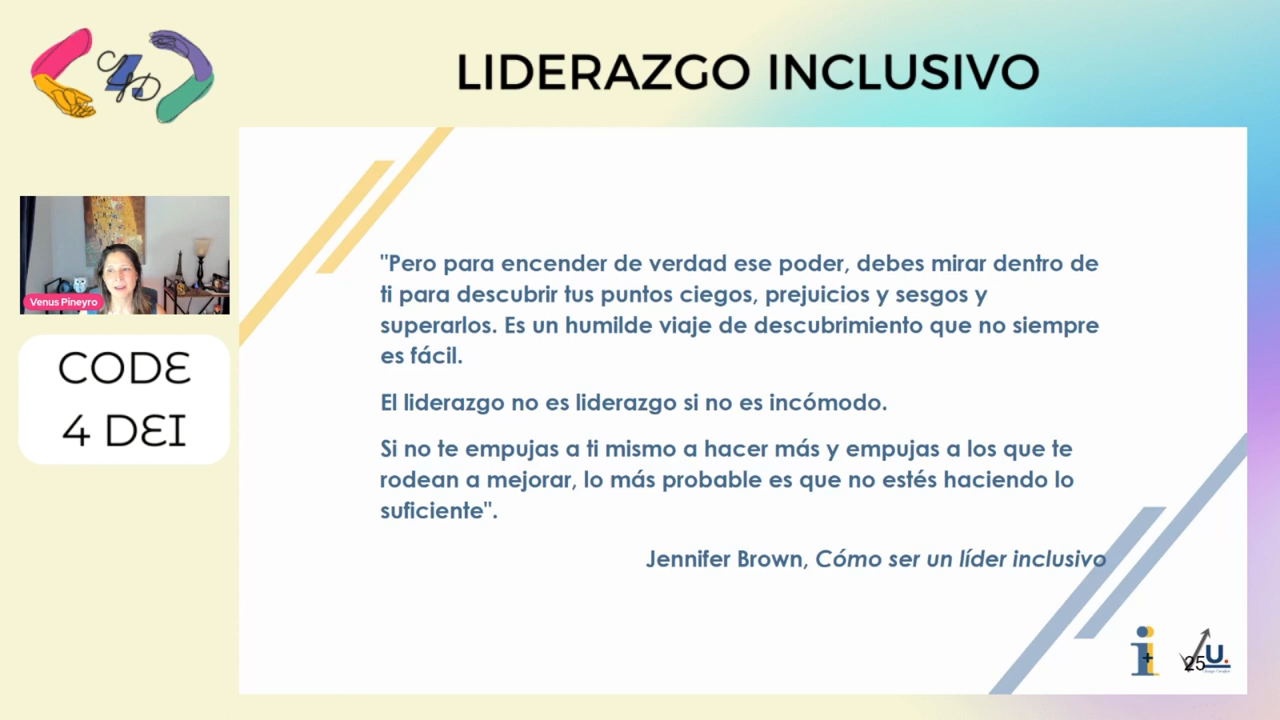 LIDERAZGO INCLUSIVO
Venus Pineyro
CODE
4 DEI
"Pero para encender de verdad ese poder, debes mirar dentro de
ti para descubrir tus puntos ciegos, prejuicios y sesgos y
superarlos. Es un humilde viaje de descubrimiento que no siempre
es fácil.
El liderazgo no es liderazgo si no es incómodo.
Si no te empujas a ti mismo a hacer más y empujas a los que te
rodean a mejorar, lo más probable es que no estés haciendo lo
suficiente".
Jennifer Brown, Cómo ser un líder inclusivo
i+
25
U.